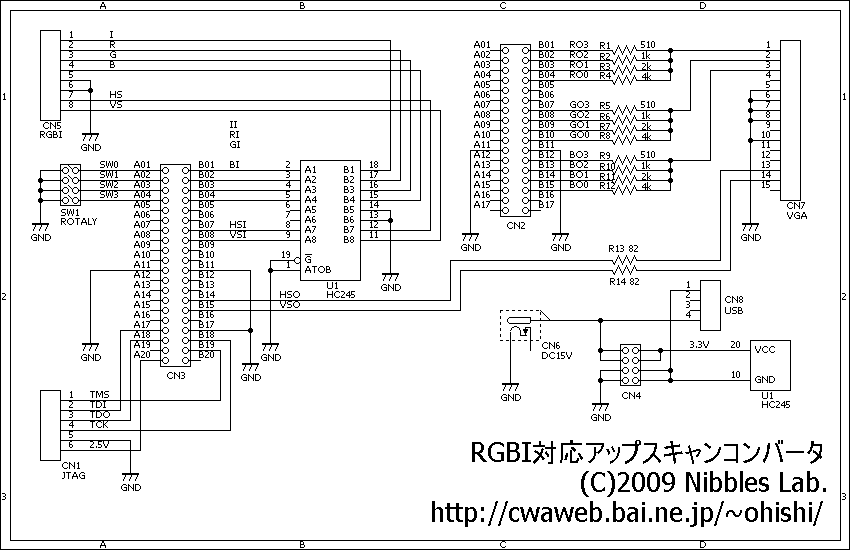 A B C D
1 I
2 R
3 G
4 B
5
6
7 HS
8 VS
CN5
RGBI
GND
II
RI
GI
BI
SW0
SW1
SW2
SW3
SW1
ROTALY
GND
A01 B01
A02 B02
A03 B03
A04 B04
A05 B05
A06 B06
A07 B07 HSI
A08 B08 VSI
A09 B09
A10 B10
A11 B11
A12 B12
A13 B13
A14 B14 HSO
A15 B15 VSO
A16 B16
A17 B17
A18 B18
A19 B19
A20 B20
CN3
GND
GND
2 A1 B1 18
3 A2 B2 17
4 A3 B3 16
5 A4 B4 15
6 A5 B5 14
7 A6 B6 13
8 A7 B7 12
9 A8 B8 11
19 G
1 ATOB
U1
HC245
GND
GND
A01 B01 RO3 R1 510
A02 B02 RO2 R2 1k
A03 B03 RO1 R3 2k
A04 B04 RO0 R4 4k
A05 B05
A06 B06
A07 B07 GO3 R5 510
A08 B08 GO2 R6 1k
A09 B09 GO1 R7 2k
A10 B10 GO0 R8 4k
A11 B11
A12 B12 BO3 R9 510
A13 B13 BO2 R10 1k
A14 B14 BO1 R11 2k
A15 B15 BO0 R12 4k
A16 B16
A17 B17
CN2
GND
GND
R13 82
R14 82
1
2
3
4
5
6
7
8
9
10
11
12
13
14
15
CN7
VGA
GND
1
2
3
4
CN8
USB
CN6
DC15V
GND
CN4
GND
3.3V 20 VCC
10 GND
U1
HC245
1 TMS
2 TDI
3 TDO
4 TCK
5
6 2.5V
CN1
JTAG
GND
RGBI対応アップスキャンコンバータ
(C)2009 Nibbles Lab.
http://cwaweb.bai.ne.jp/~ohishi/
1 1
2 2
3 3
A B C D